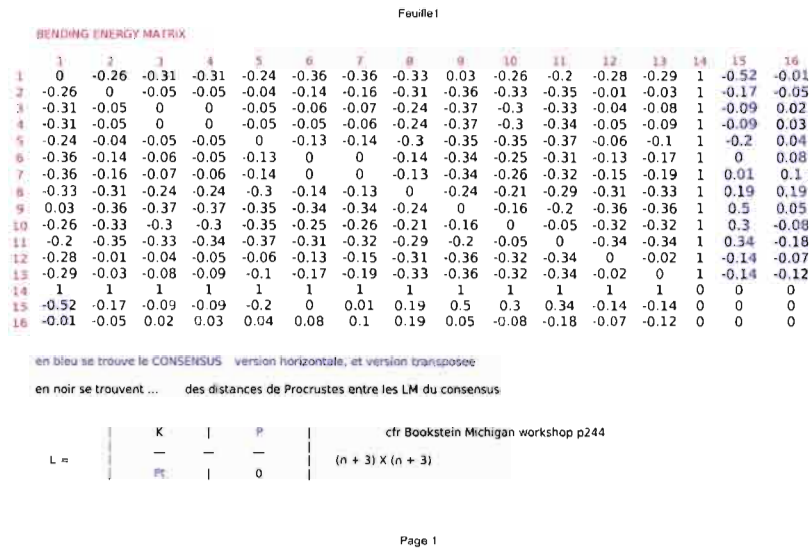 Feuille1
BENDING ENERGY MATRIX
1 2 3 4 5 6 7 8 9 10 11 12 13 14 15 16
1 0 -0.26 -0.31 -0.31 -0.24 -0.36 -0.36 -0.33 0.03 -0.26 -0.2 -0.28 -0.29 1 -0.52 -0.01
2 -0.26 0 -0.05 -0.05 -0.04 -0.14 -0.16 -0.31 -0.36 -0.33 -0.35 -0.01 -0.03 1 -0.17 -0.05
3 -0.31 -0.05 0 0 -0.05 -0.06 -0.07 -0.24 -0.37 -0.3 -0.33 -0.04 -0.08 1 -0.09 0.02
4 -0.31 -0.05 0 0 -0.05 -0.05 -0.06 -0.24 -0.37 -0.3 -0.34 -0.05 -0.09 1 -0.09 0.03
5 -0.24 -0.04 -0.05 -0.05 0 -0.13 -0.14 -0.3 -0.35 -0.35 -0.37 -0.06 -0.1 1 -0.2 0.04
6 -0.36 -0.14 -0.06 -0.05 -0.13 0 0 -0.14 -0.34 -0.25 -0.31 -0.13 -0.17 1 0 0.08
7 -0.36 -0.16 -0.07 -0.06 -0.14 0 0 -0.13 -0.34 -0.26 -0.32 -0.15 -0.19 1 0.01 0.1
8 -0.33 -0.31 -0.24 -0.24 -0.3 -0.14 -0.13 0 -0.24 -0.21 -0.29 -0.31 -0.33 1 0.19 0.19
9 0.03 -0.36 -0.37 -0.37 -0.35 -0.34 -0.34 -0.24 0 -0.16 -0.2 -0.36 -0.36 1 0.5 0.05
10 -0.26 -0.33 -0.3 -0.3 -0.35 -0.25 -0.26 -0.21 -0.16 0 -0.05 -0.32 -0.32 1 0.3 -0.08
11 -0.2 -0.35 -0.33 -0.34 -0.37 -0.31 -0.32 -0.29 -0.2 -0.05 0 -0.34 -0.34 1 0.34 -0.18
12 -0.28 -0.01 -0.04 -0.05 -0.06 -0.13 -0.15 -0.31 -0.36 -0.32 -0.34 0 -0.02 1 -0.14 -0.07
13 -0.29 -0.03 -0.08 -0.09 -0.1 -0.17 -0.19 -0.33 -0.36 -0.32 -0.34 -0.02 0 1 -0.14 -0.12
14 1 1 1 1 1 1 1 1 1 1 1 1 1 0 0 0
15 -0.52 -0.17 -0.09 -0.09 -0.2 0 0.01 0.19 0.5 0.3 0.34 -0.14 -0.14 0 0 0
16 -0.01 -0.05 0.02 0.03 0.04 0.08 0.1 0.19 0.05 -0.08 -0.18 -0.07 -0.12 0 0 0
en bleu se trouve le CONSENSUS version horizontale, et version transposee
en noir se trouvent ... des distances de Procrustes entre les LM du consensus
| K | P | cfr Bookstein Michigan workshop p244
L = | — — — | (n + 3) X (n + 3)
| Pt | 0 |
Page 1